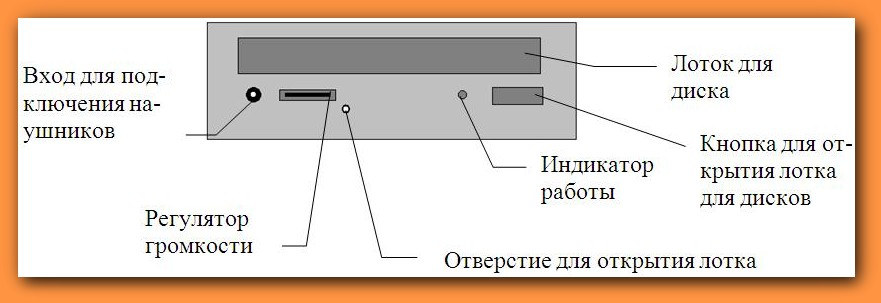 Вход для под-
ключения на-
ушников
Лоток для
диска
Кнопка для от-
крытия лотка
для дисков
Индикатор
работы
Регулятор
громкости
Отверстие для открытия лотка